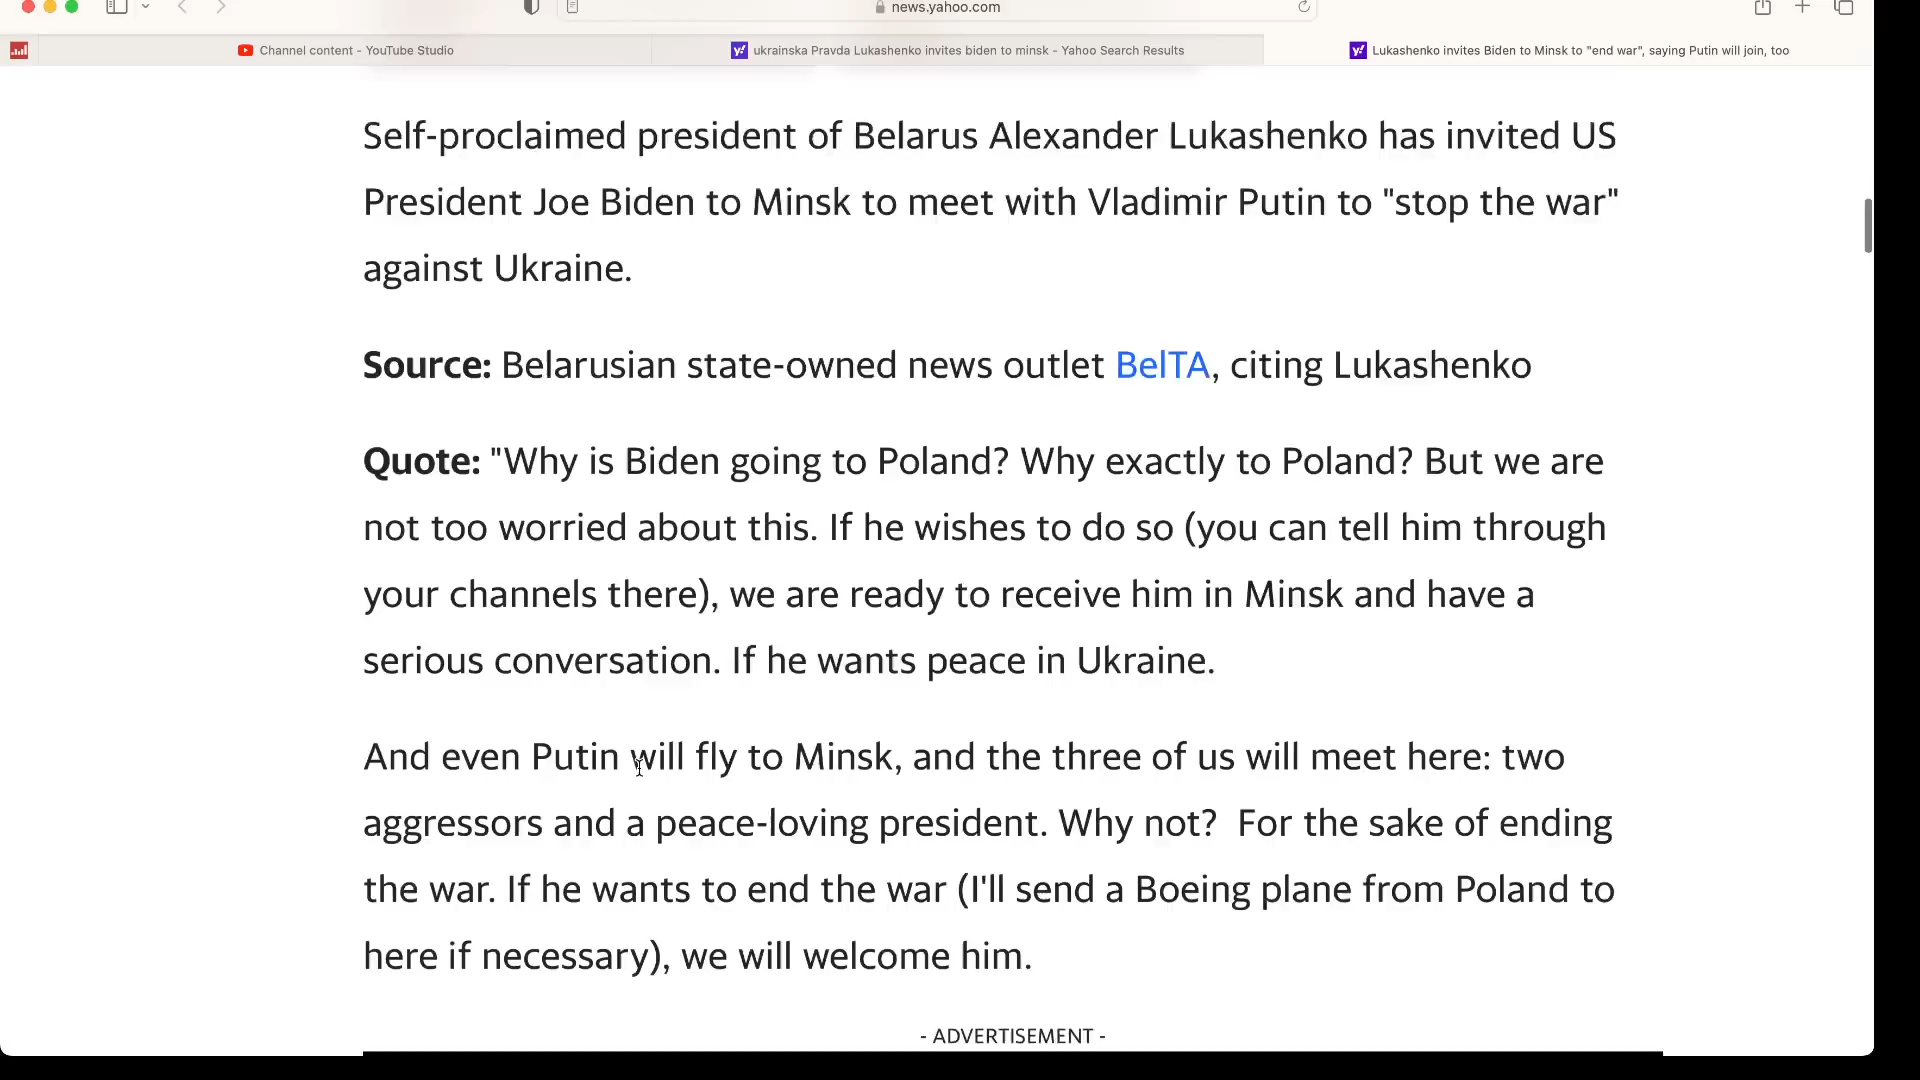 news.yahoo.com
Channel content - YouTube Studio
ukrainska Pravda Lukashenko invites biden to minsk - Yahoo Search Results
Lukashenko invites Biden to Minsk to "end war", saying Putin will join, too
Self-proclaimed president of Belarus Alexander Lukashenko has invited US
President Joe Biden to Minsk to meet with Vladimir Putin to "stop the war"
against Ukraine.
Source: Belarusian state-owned news outlet BelTA, citing Lukashenko
Quote: "Why is Biden going to Poland? Why exactly to Poland? But we are
not too worried about this. If he wishes to do so (you can tell him through
your channels there), we are ready to receive him in Minsk and have a
serious conversation. If he wants peace in Ukraine.
And even Putin will fly to Minsk, and the three of us will meet here: two
aggressors and a peace-loving president. Why not? For the sake of ending
the war. If he wants to end the war (I'll send a Boeing plane from Poland to
here if necessary), we will welcome him.
- ADVERTISEMENT -